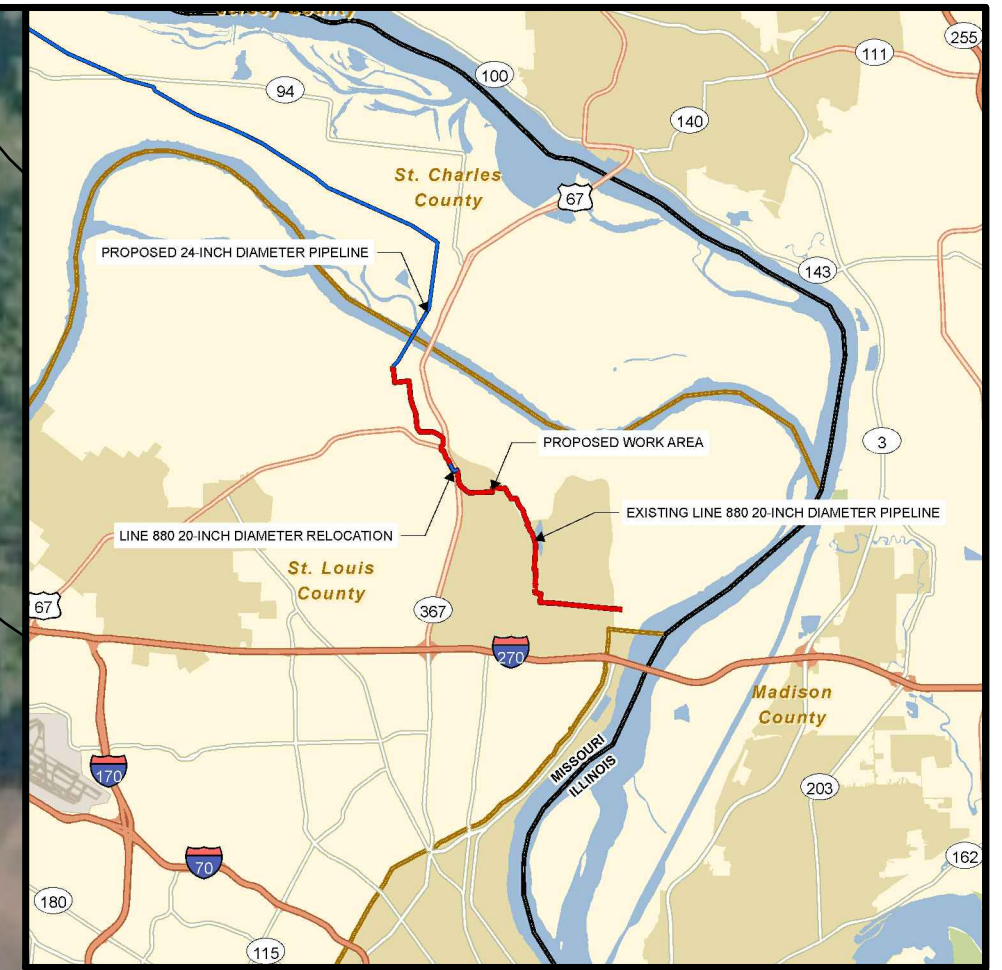 Jersey County
255
111
100
94
140
St. Charles
County
67
PROPOSED 24-INCH DIAMETER PIPELINE
143
3
PROPOSED WORK AREA
EXISTING LINE 880 20-INCH DIAMETER PIPELINE
LINE 880 20-INCH DIAMETER RELOCATION
St. Louis
County
67
367
270
Madison
County
MISSOURI
ILLINOIS
170
203
70
162
180
115